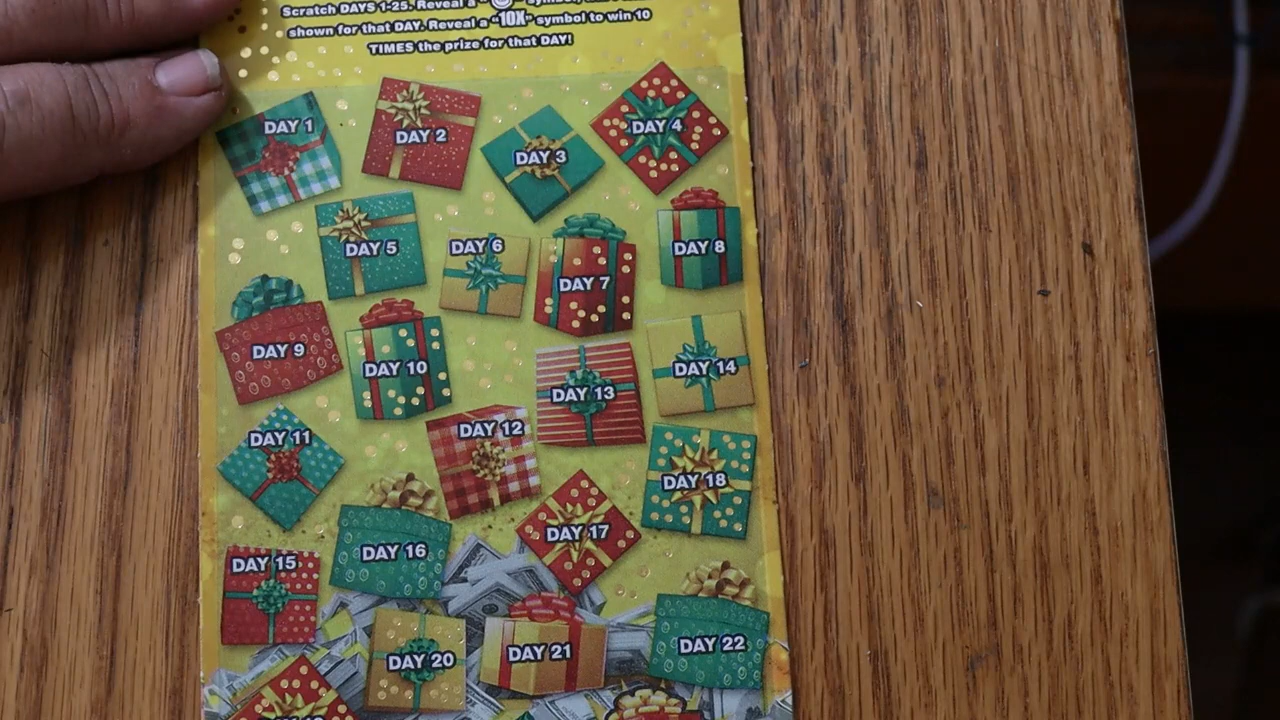 Scratch DAYS 1-25. Reveal a "
shown for that DAY. Reveal a "10X" symbol to win 10
TIMES the prize for that DAY!
DAY 1
DAY 2
DAY 3
DAY 4
DAY 5
DAY 6
DAY 7
DAY 8
DAY 9
DAY 10
DAY 14
DAY 13
DAY 11
DAY 12
DAY 18
DAY 17
DAY 16
DAY 15
DAY 20
DAY 21
DAY 22